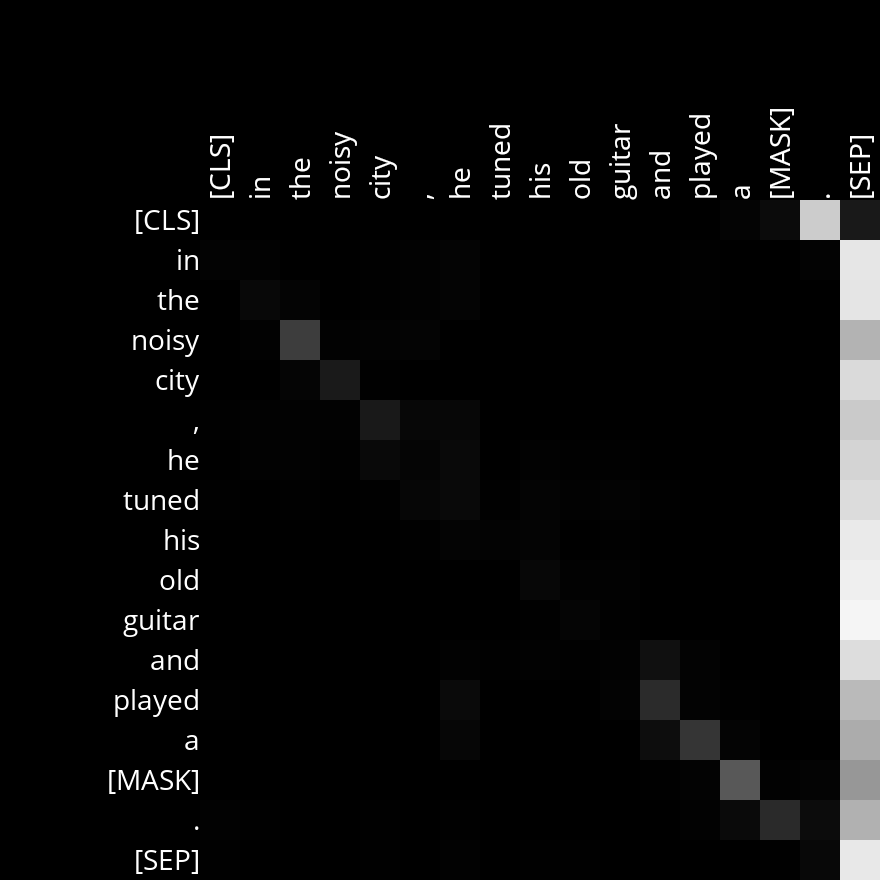 [CLS] in the noisy city , he tuned his old guitar and played a [MASK] . [SEP]
[CLS]
in
the
noisy
city
,
he
tuned
his
old
guitar
and
played
a
[MASK]
.
[SEP]